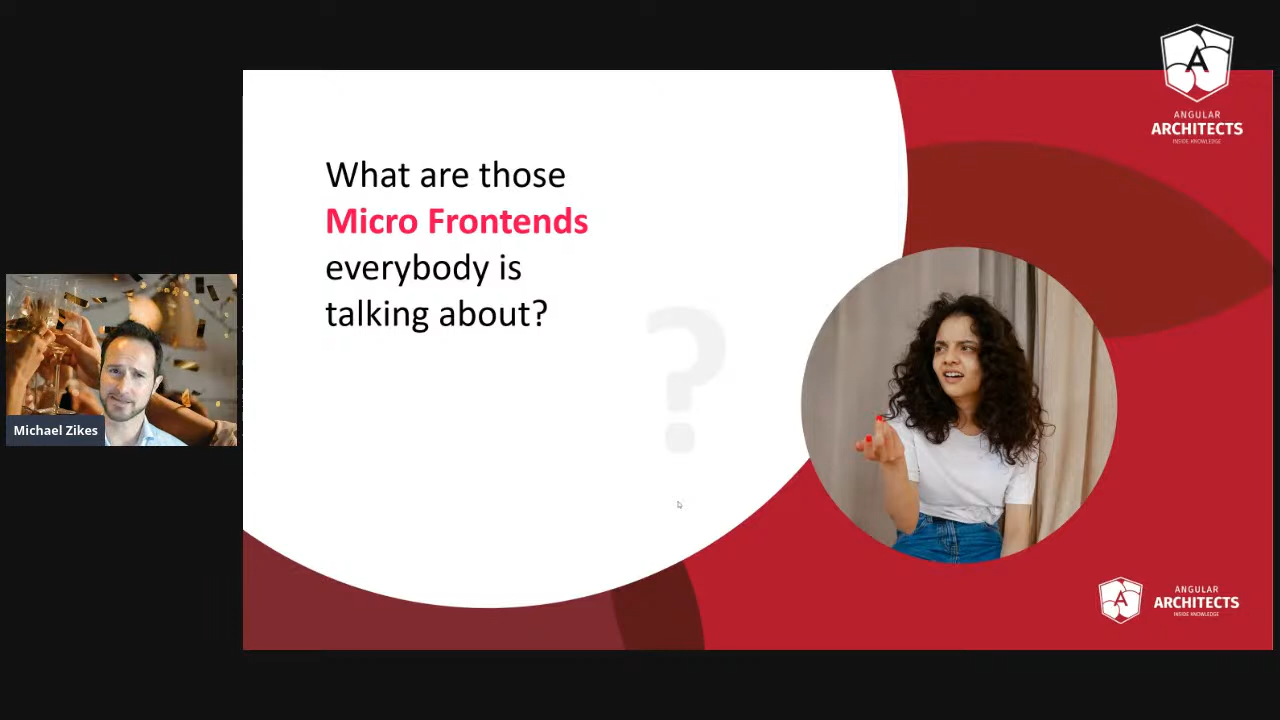 ANGULAR
ARCHITECTS
INSIDE KNOWLEDGE
What are those
Micro Frontends
everybody is
talking about?
?
Michael Zikes
ANGULAR
ARCHITECTS
INSIDE KNOWLEDGE